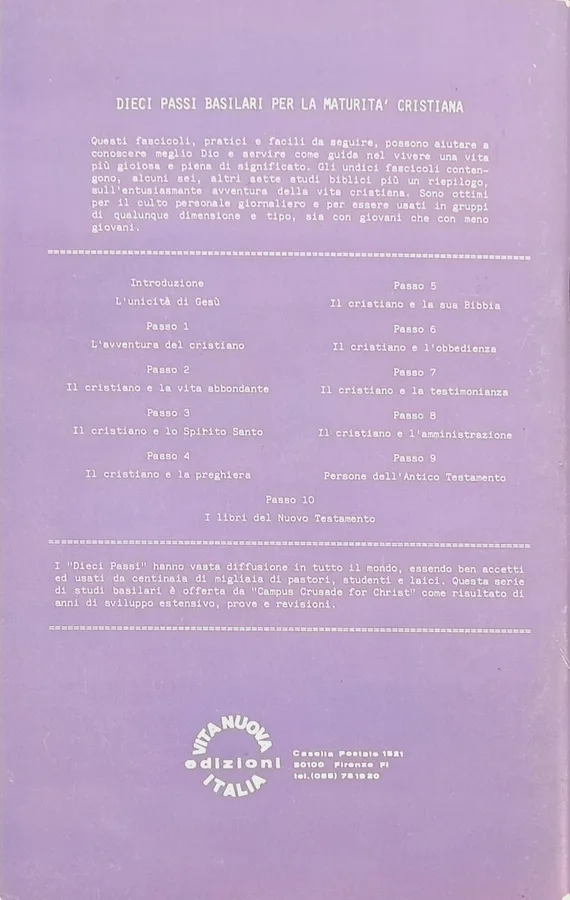 DIECI PASSI BASILARI PER LA MATURITA' CRISTIANA
Questi fascicoli, pratici e facili da seguire, possono aiutare a
conoscere meglio Dio e servire come guida nel vivere una vita
più gioiosa e piena di significato. Gli undici fascicoli conten-
gono, alcuni sei, altri sette studi biblici più un riepilogo,
sull'entusiasmante avventura della vita cristiana. Sono ottimi
per il culto personale giornaliero e per essere usati in gruppi
di qualunque dimensione e tipo, sia con giovani che con meno
giovani.
Introduzione
L'unicità di Gesù
Passo 1
L'avventura del cristiano
Passo 2
Il cristiano e la vita abbondante
Passo 3
Il cristiano e lo Spirito Santo
Passo 4
Il cristiano e la preghiera
Passo 5
Il cristiano e la sua Bibbia
Passo 6
Il cristiano e l'obbedienza
Passo 7
Il cristiano e la testimonianza
Passo 8
Il cristiano e l'amministrazione
Passo 9
Persone dell'Antico Testamento
Passo 10
I libri del Nuovo Testamento
I "Dieci Passi" hanno vasta diffusione in tutto il mondo, essendo ben accetti
ed usati da centinaia di migliaia di pastori, studenti e laici. Questa serie
di studi basilari è offerta da "Campus Crusade for Christ" come risultato di
anni di sviluppo estensivo, prove e revisioni.
VITA NUOVA
edizioni
ITALIA
Casella Postale 1521
50100 Firenze FI
tel.(055) 781920